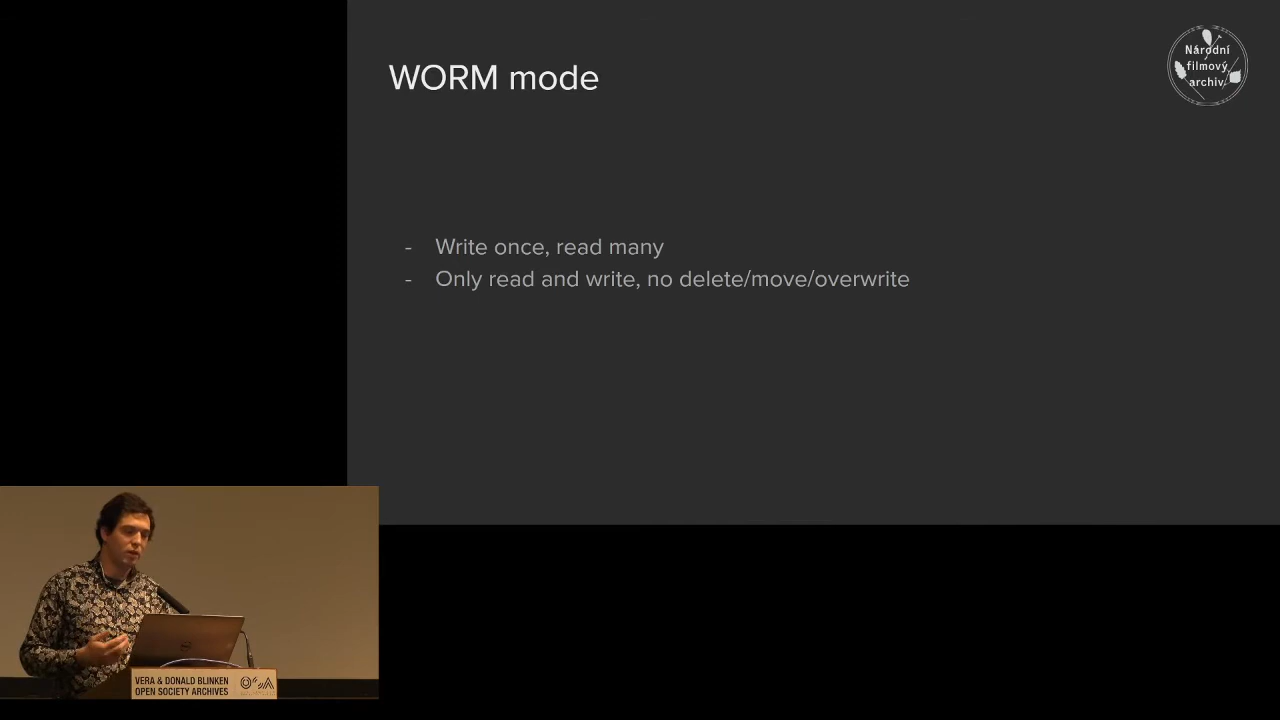 WORM mode
Národní
filmový
archiv
- Write once, read many
- Only read and write, no delete/move/overwrite
VERA & DONALD BLINKEN
OPEN SOCIETY ARCHIVES